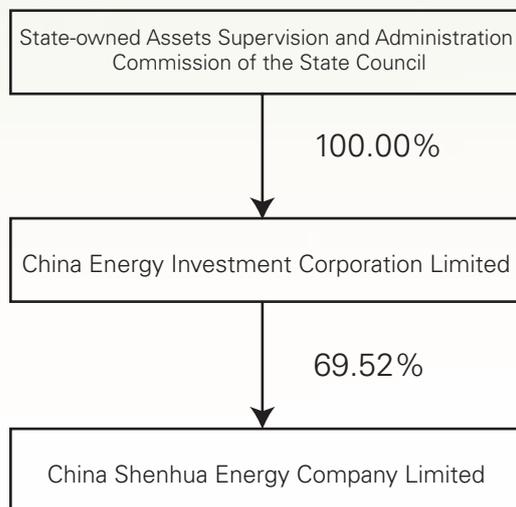 State-owned Assets Supervision and Administration
Commission of the State Council
100.00%
China Energy Investment Corporation Limited
69.52%
China Shenhua Energy Company Limited